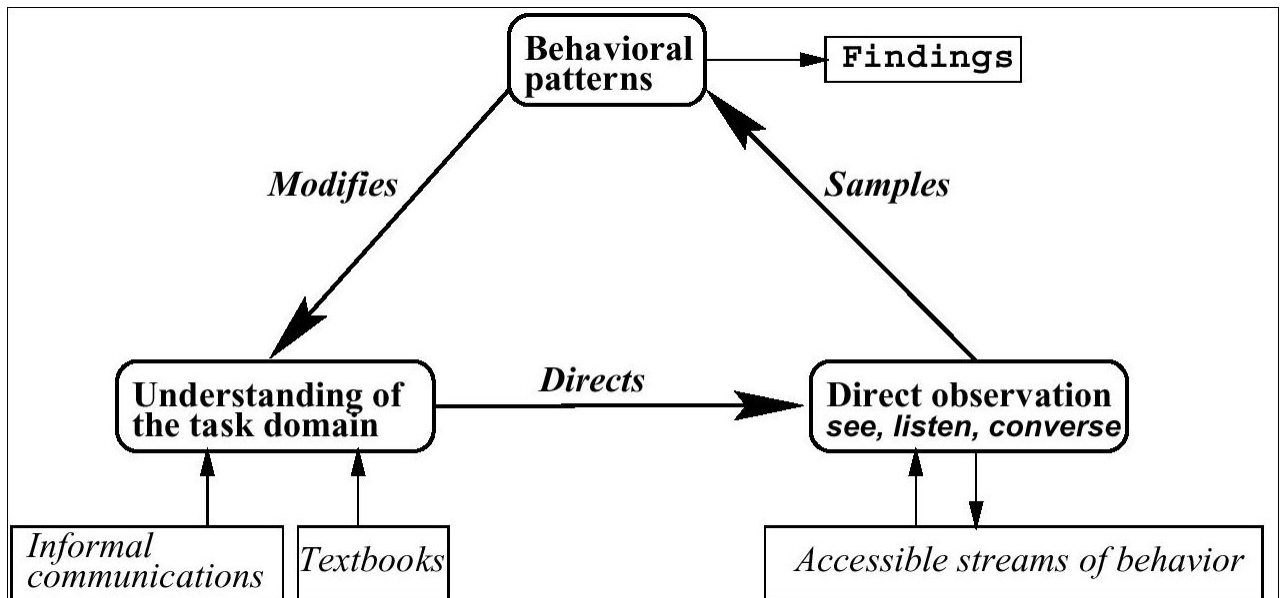 Behavioral
patterns
Findings
Modifies
Samples
Understanding of
the task domain
Directs
Direct observation
see, listen, converse
Informal
communications
Textbooks
Accessible streams of behavior